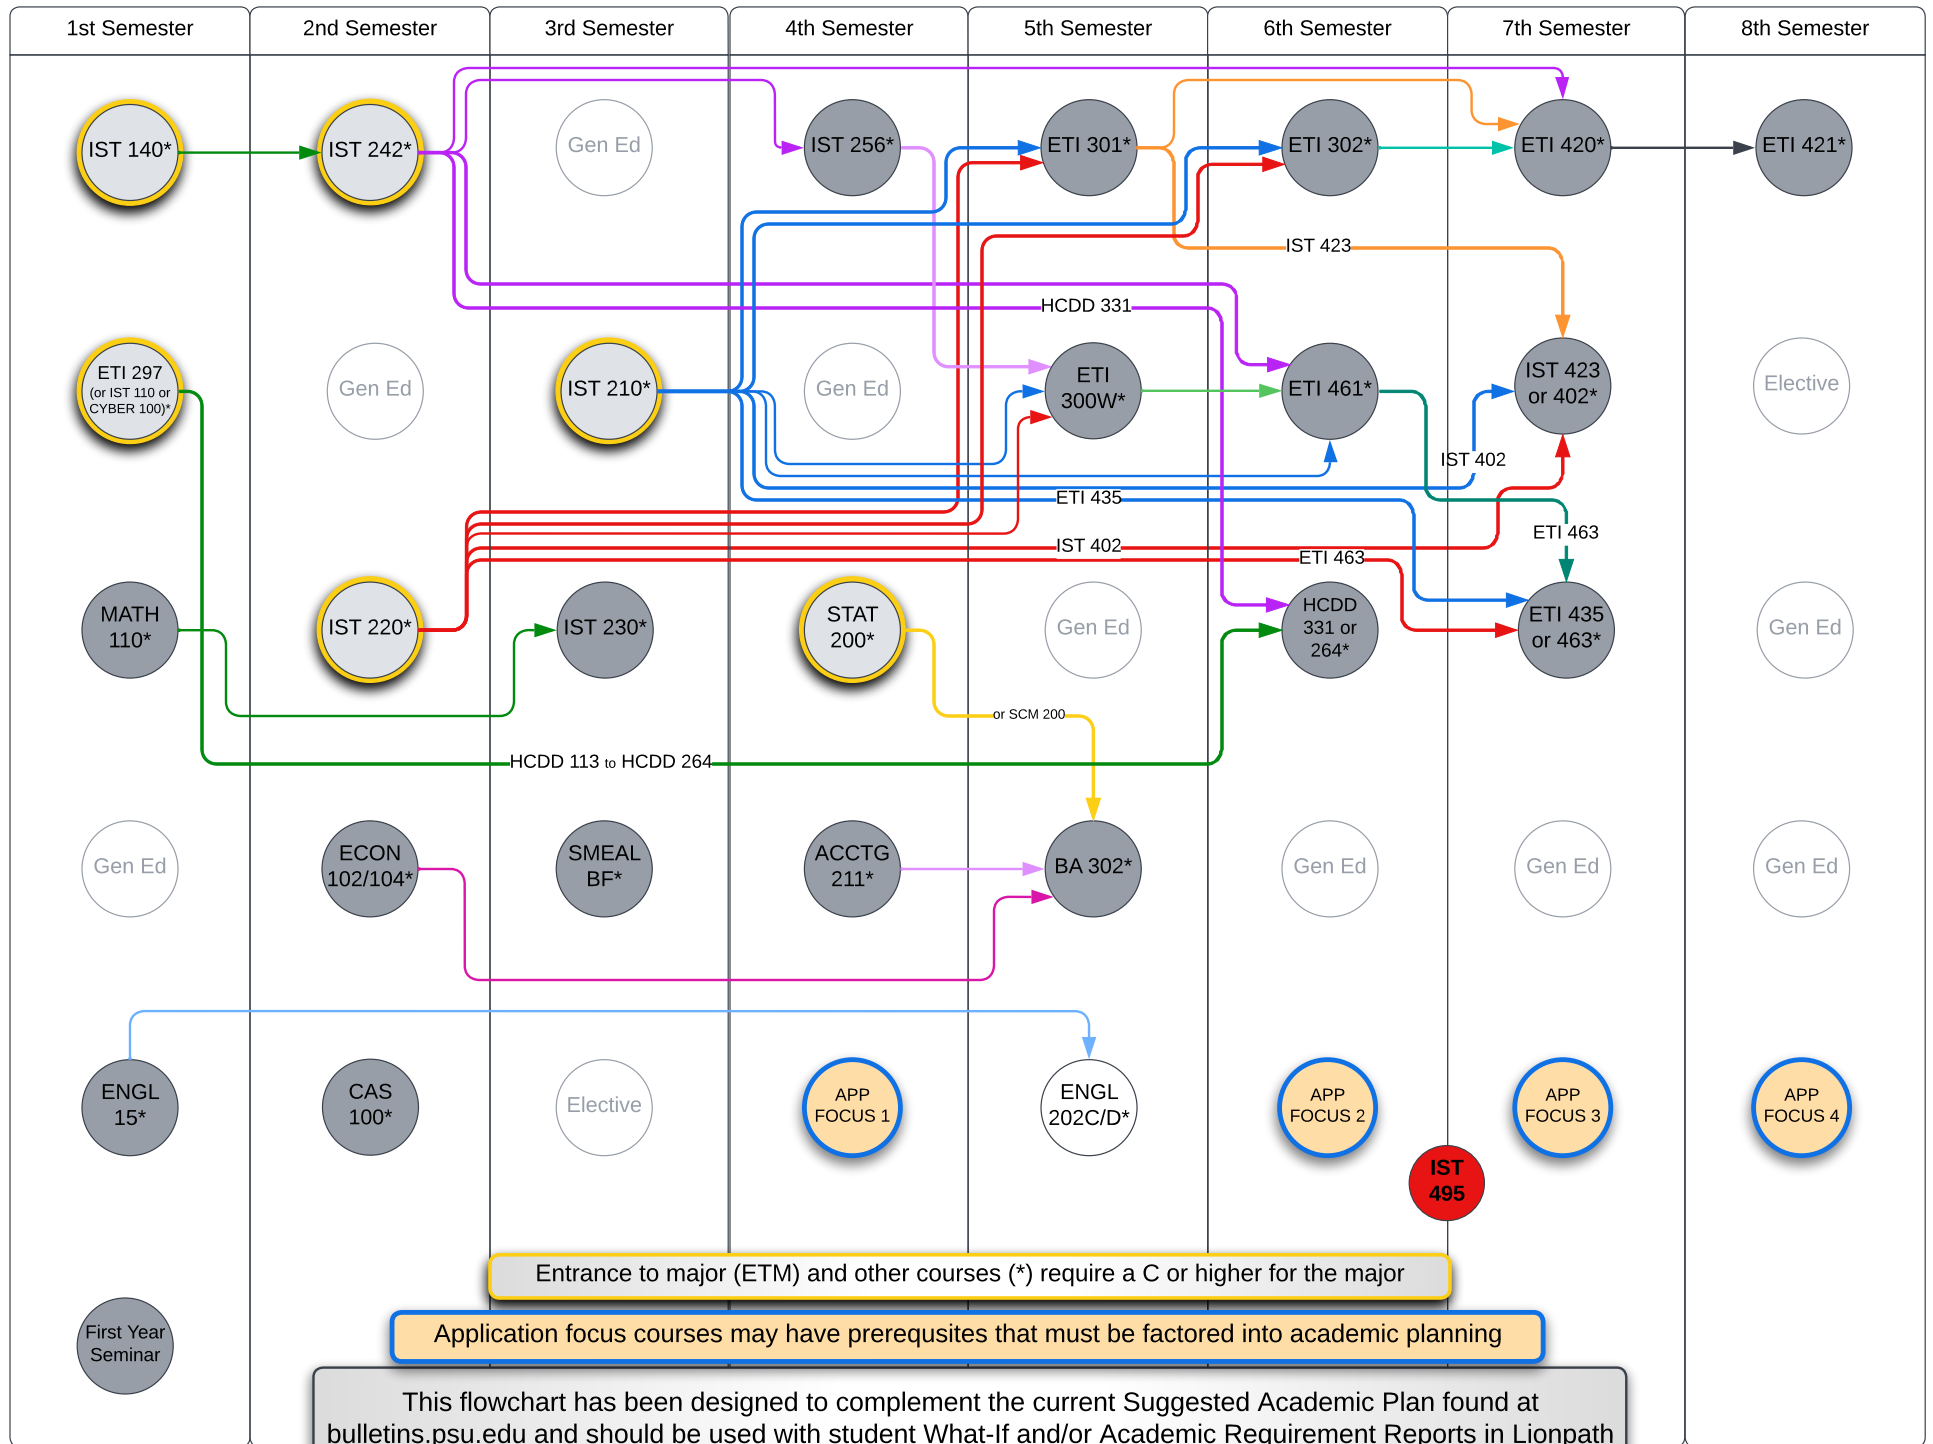 1st Semester
2nd Semester
3rd Semester
4th Semester
5th Semester
6th Semester
7th Semester
8th Semester
IST 140*
IST 242*
Gen Ed
IST 256*
ETI 301*
ETI 302*
ETI 420*
ETI 421*
IST 423
HCDD 331
ETI 297
(or IST 110 or
CYBER 100)*
Gen Ed
IST 210*
Gen Ed
ETI
300W*
ETI 461*
IST 423
or 402*
Elective
IST 402
ETI 435
ETI 463
IST 402
ETI 463
MATH
110*
IST 220*
IST 230*
STAT
200*
Gen Ed
HCDD
331 or
264*
ETI 435
or 463*
Gen Ed
or SCM 200
HCDD 113 to HCDD 264
Gen Ed
ECON
102/104*
SMEAL
BF*
ACCTG
211*
BA 302*
Gen Ed
Gen Ed
Gen Ed
ENGL
15*
CAS
100*
Elective
APP
FOCUS 1
ENGL
202C/D*
APP
FOCUS 2
APP
FOCUS 3
APP
FOCUS 4
IST
495
Entrance to major (ETM) and other courses (*) require a C or higher for the major
Application focus courses may have prerequsites that must be factored into academic planning
First Year
Seminar
This flowchart has been designed to complement the current Suggested Academic Plan found at
bulletins.psu.edu and should be used with student What-If and/or Academic Requirement Reports in Lionpath